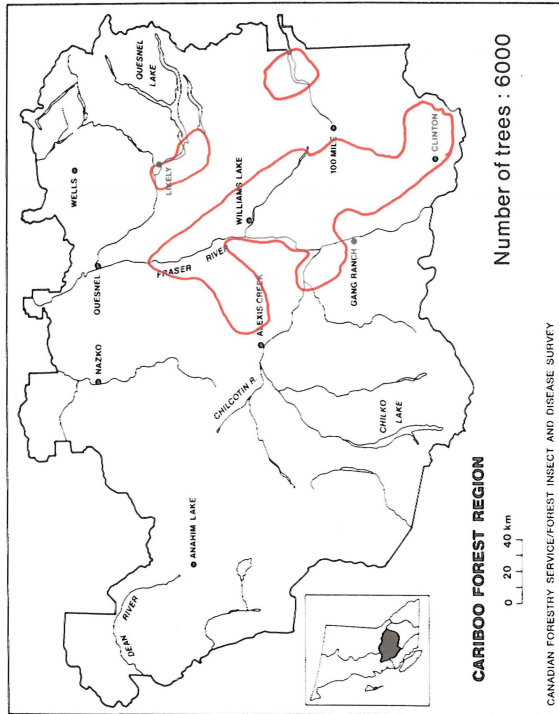 WELLS
QUESNEL
LAKE
QUESNEL
NAZKO
LIKELY
ANAHIM LAKE
DEAN
RIVER
FRASER RIVER
WILLIAMS LAKE
ALEXIS CREEK
CHILCOTIN R.
100 MILE
GANG RANCH
CHILKO
LAKE
CLINTON
CARIBOO FOREST REGION
0 20 40 km
Number of trees : 6000
CANADIAN FORESTRY SERVICE/FOREST INSECT AND DISEASE SURVEY